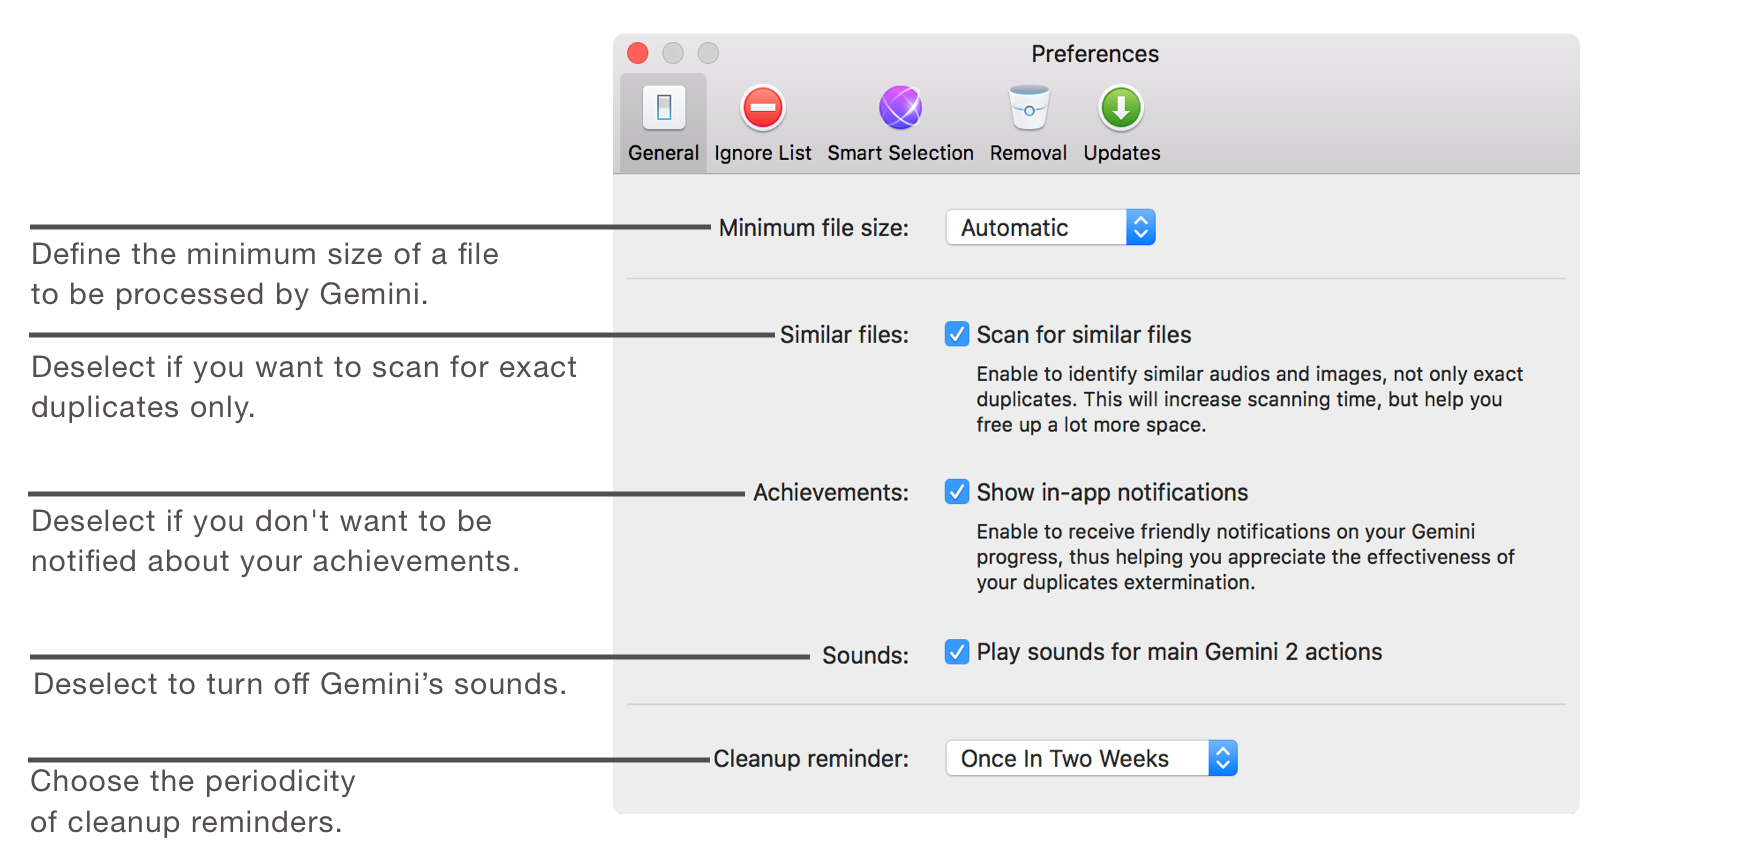 Preferences
General Ignore List Smart Selection Removal Updates
Minimum file size: Automatic
Define the minimum size of a file
to be processed by Gemini.
Similar files: Scan for similar files
Enable to identify similar audios and images, not only exact
duplicates. This will increase scanning time, but help you
free up a lot more space.
Deselect if you want to scan for exact
duplicates only.
Achievements: Show in-app notifications
Enable to receive friendly notifications on your Gemini
progress, thus helping you appreciate the effectiveness of
your duplicates extermination.
Deselect if you don't want to be
notified about your achievements.
Sounds: Play sounds for main Gemini 2 actions
Deselect to turn off Gemini’s sounds.
Cleanup reminder: Once In Two Weeks
Choose the periodicity
of cleanup reminders.